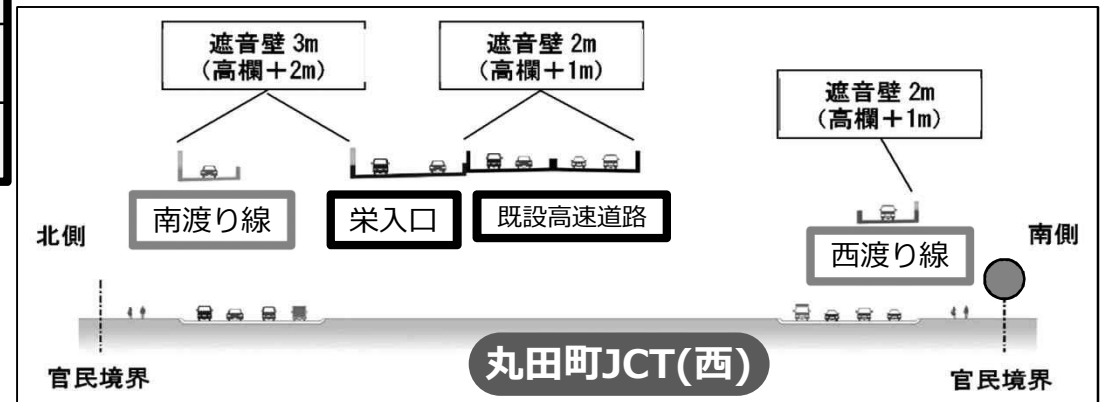 遮音壁 3m
(高欄+2m)
遮音壁 2m
(高欄+1m)
遮音壁 2m
(高欄+1m)
南渡り線
栄入口
既設高速道路
西渡り線
北側
南側
丸田町JCT(西)
官民境界
官民境界